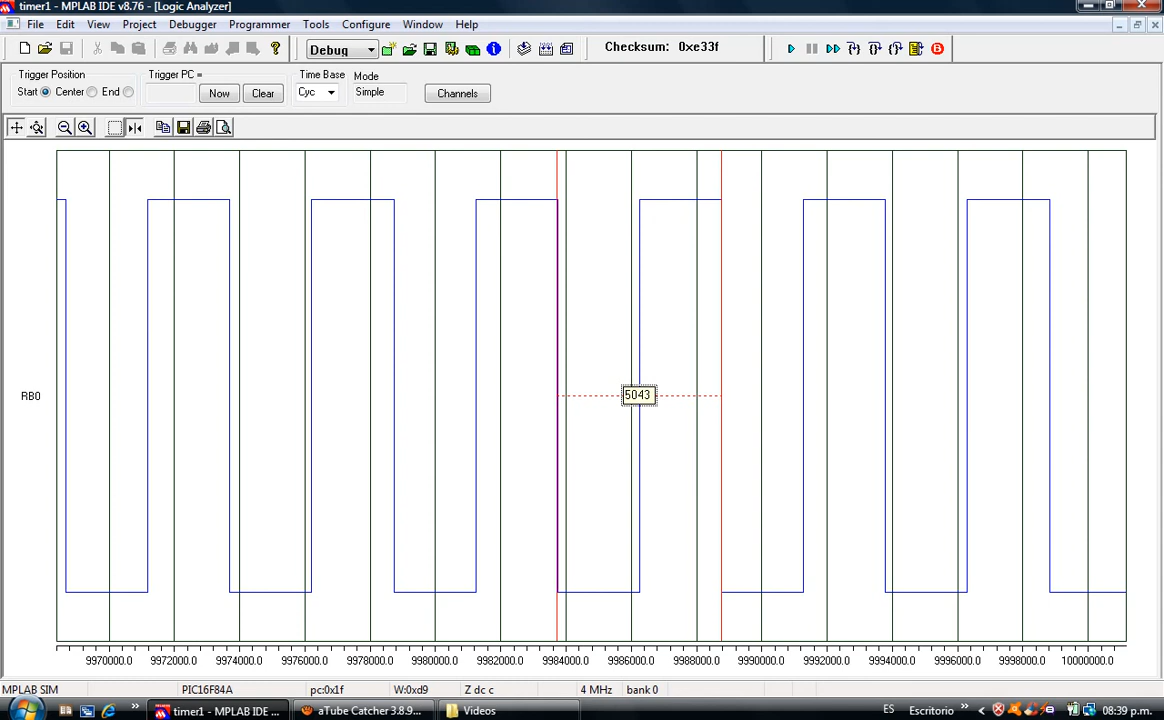 timer1 - MPLAB IDE v8.76 - [Logic Analyzer]
File Edit View Project Debugger Programmer Tools Configure Window Help
Debug
Checksum: 0xe33f
Trigger Position
Start Center End
Trigger PC =
Now
Clear
Time Base
Cyc
Mode
Simple
Channels
RB0
5043
9970000.0 9972000.0 9974000.0 9976000.0 9978000.0 9980000.0 9982000.0 9984000.0 9986000.0 9988000.0 9990000.0 9992000.0 9994000.0 9996000.0 9998000.0 10000000.0
MPLAB SIM PIC16F84A pc:0x1f W:0xd9 Z dc c 4 MHz bank 0
timer1 - MPLAB IDE ... aTube Catcher 3.8.9... Videos ES Escritorio 08:39 p.m.